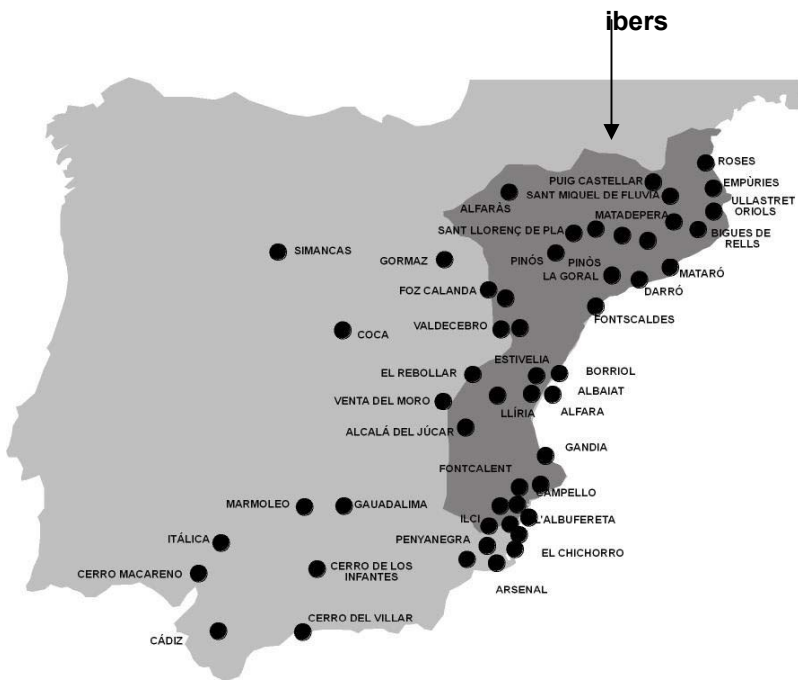 ibers
ROSES
PUIG CASTELLAR
EMPÚRIES
SANT MIQUEL DE FLUVIÀ
ALFARÀS
ULLASTRET
ORIOLS
MATADEPERA
SANT LLORENÇ DE PLA
BIGUES DE
RELLS
SIMANCAS
GORMAZ
PINÓS
PINÒS
LA GORAL
MATARÓ
FOZ CALANDA
DARRÓ
FONTSCALDES
VALDECEBRO
COCA
ESTIVELIA
EL REBOLLAR
BORRIOL
ALBAIAT
VENTA DEL MORO
LLÍRIA
ALFARA
ALCALÁ DEL JÚCAR
GANDIA
FONTCALENT
CAMPELLO
MARMOLEO
GAUADALIMA
ILCI
L'ALBUFERETA
ITÁLICA
PENYANEGRA
EL CHICHORRO
CERRO MACARENO
CERRO DE LOS
INFANTES
ARSENAL
CERRO DEL VILLAR
CÁDIZ